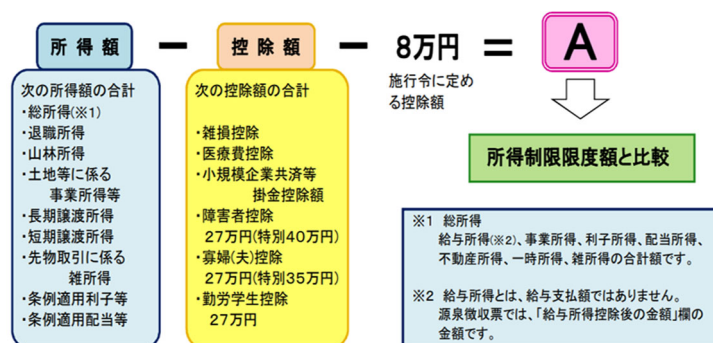 所得額 － 控除額 － 8万円 ＝ A
施行令に定め
る控除額
所得制限限度額と比較
次の所得額の合計
・総所得(※1)
・退職所得
・山林所得
・土地等に係る
事業所得等
・長期譲渡所得
・短期譲渡所得
・先物取引に係る
雑所得
・条例適用利子等
・条例適用配当等
次の控除額の合計
・雑損控除
・医療費控除
・小規模企業共済等
掛金控除額
・障害者控除
27万円(特別40万円)
・寡婦(夫)控除
27万円(特別35万円)
・勤労学生控除
27万円
※1 総所得
給与所得(※2)、事業所得、利子所得、配当所得、
不動産所得、一時所得、雑所得の合計額です。
※2 給与所得とは、給与支払額ではありません。
源泉徴収票では、「給与所得控除後の金額」欄の
金額です。